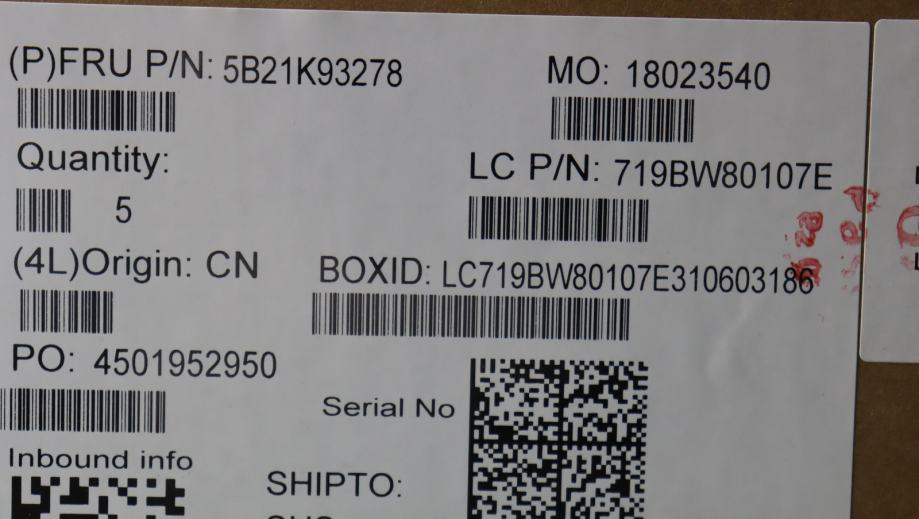 (P)FRU P/N: 5B21K93278
MO: 18023540
Quantity:
5
LC P/N: 719BW80107E
(4L)Origin: CN
BOXID: LC719BW80107E310603186
PO: 4501952950
Serial No
Inbound info
SHIPTO: